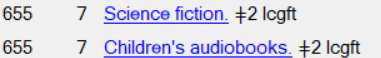 655 7 Science fiction. ‡2 lcgft
655 7 Children's audiobooks. ‡2 lcgft